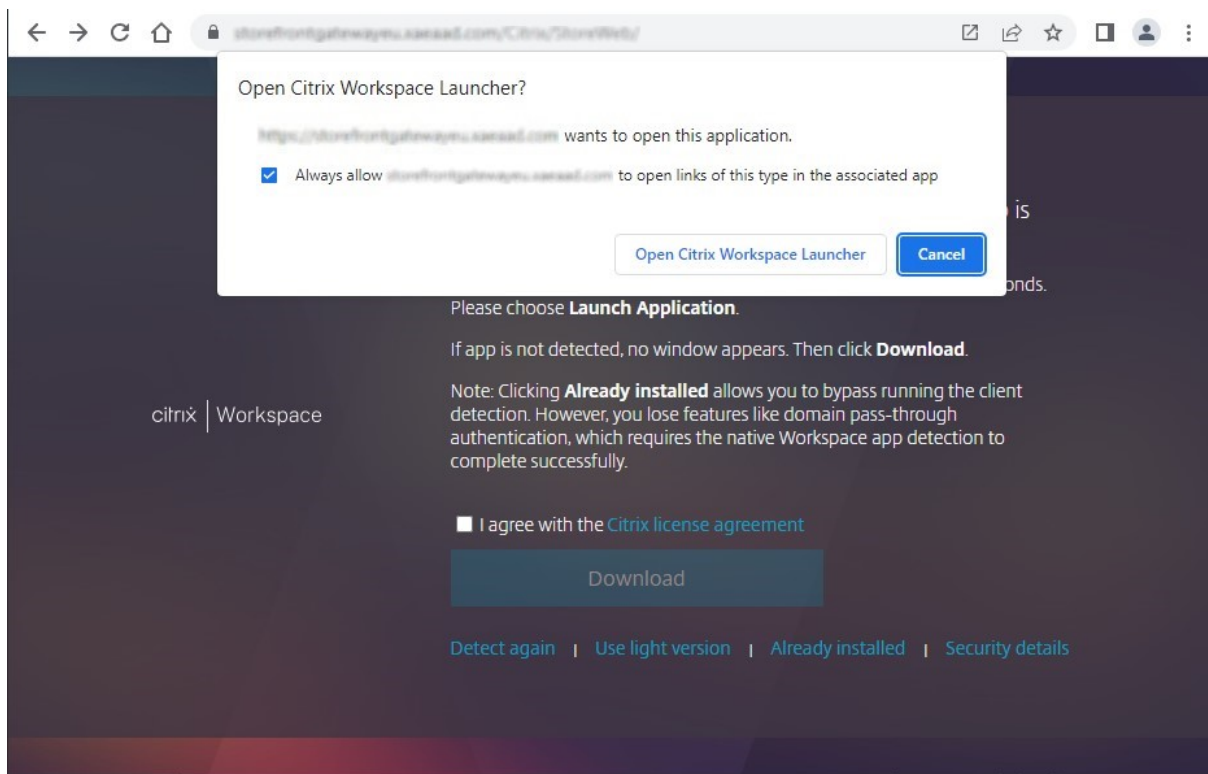 Open Citrix Workspace Launcher?
wants to open this application.
Always allow
to open links of this type in the associated app
is
Open Citrix Workspace Launcher
Cancel
onds.
Please choose Launch Application.
If app is not detected, no window appears. Then click Download.
Note: Clicking Already installed allows you to bypass running the client
detection. However, you lose features like domain pass-through
authentication, which requires the native Workspace app detection to
complete successfully.
citrix | Workspace
I agree with the Citrix license agreement
Download
Detect again | Use light version | Already installed | Security details